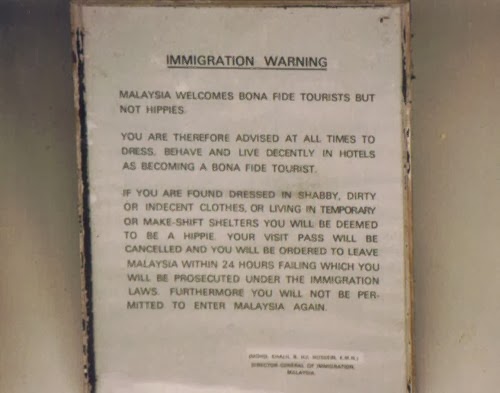 IMMIGRATION WARNING
MALAYSIA WELCOMES BONA FIDE TOURISTS BUT
NOT HIPPIES.
YOU ARE THEREFORE ADVISED AT ALL TIMES TO
DRESS, BEHAVE AND LIVE DECENTLY IN HOTELS
AS BECOMING A BONA FIDE TOURIST.
IF YOU ARE FOUND DRESSED IN SHABBY, DIRTY
OR INDECENT CLOTHES, OR LIVING IN TEMPORARY
OR MAKE-SHIFT SHELTERS YOU WILL BE DEEMED
TO BE A HIPPIE. YOUR VISIT PASS WILL BE
CANCELLED AND YOU WILL BE ORDERED TO LEAVE
MALAYSIA WITHIN 24 HOURS FAILING WHICH YOU
WILL BE PROSECUTED UNDER THE IMMIGRATION
LAWS. FURTHERMORE YOU WILL NOT BE PER-
MITTED TO ENTER MALAYSIA AGAIN.
KHALIL B. HJ. HUSSEIN,
DIRECTOR-GENERAL OF IMMIGRATION,
MALAYSIA.